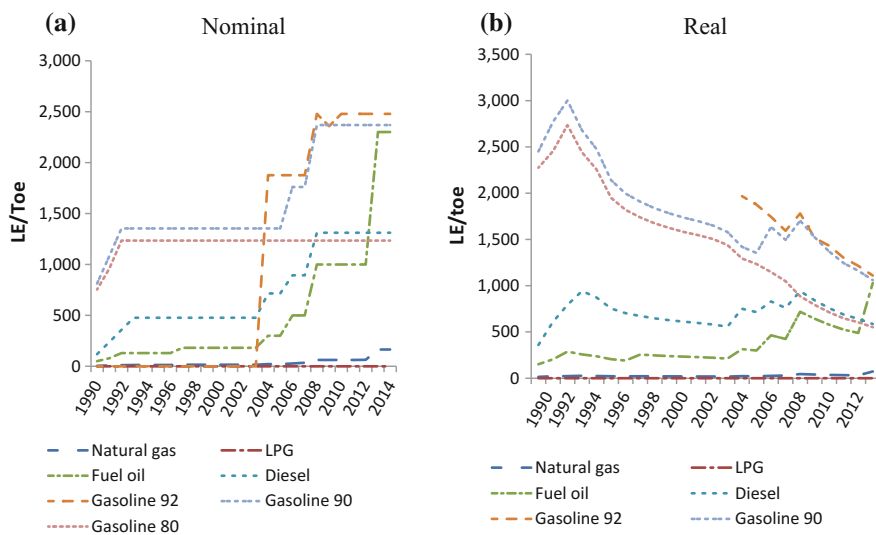 (a) Nominal
LE/Toe
3,000
2,500
2,000
1,500
1,000
500
0
1990 1992 1994 1996 1998 2000 2002 2004 2006 2008 2010 2012 2014
Natural gas LPG
Fuel oil Diesel
Gasoline 92 Gasoline 90
Gasoline 80
(b) Real
LE/toe
3,500
3,000
2,500
2,000
1,500
1,000
500
0
1990 1992 1994 1996 1998 2000 2002 2004 2006 2008 2010 2012
Natural gas LPG
Fuel oil Diesel
Gasoline 92 Gasoline 90